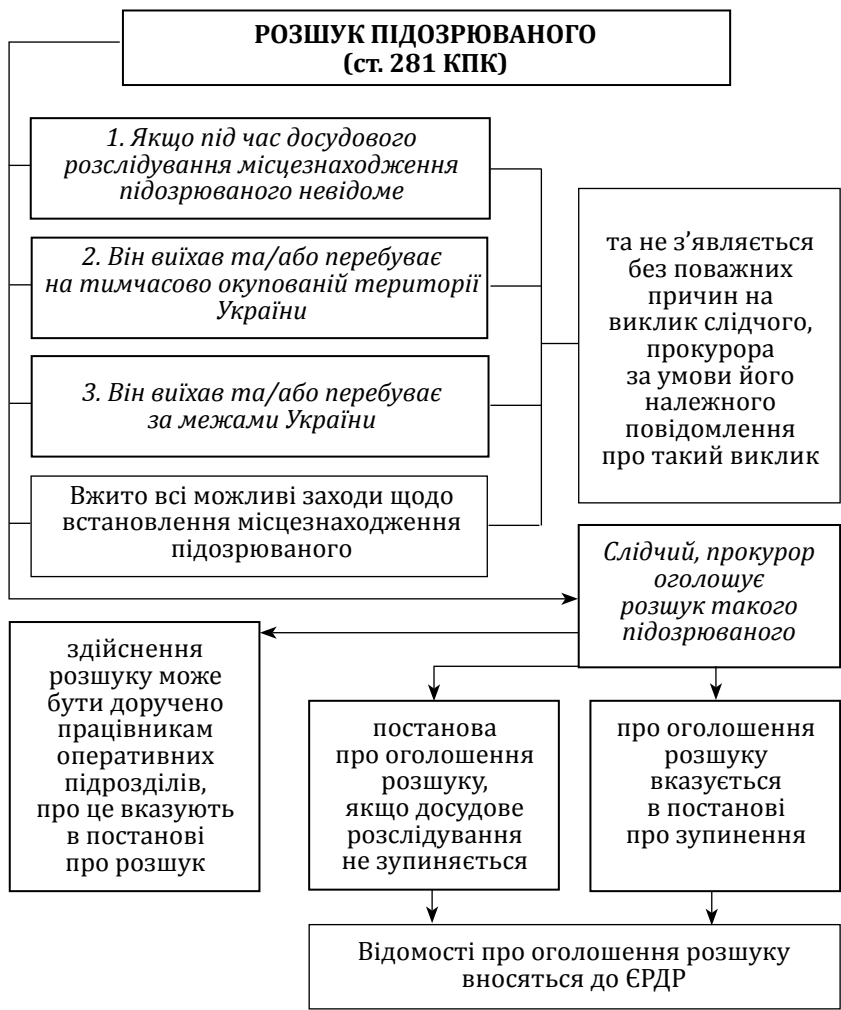 РОЗШУК ПІДОЗРЮВАНОГО
(ст. 281 КПК)
1. Якщо під час досудового
розслідування місцезнаходження
підозрюваного невідоме
2. Він виїхав та/або перебуває
на тимчасово окупованій території
України
3. Він виїхав та/або перебуває
за межами України
Вжито всі можливі заходи щодо
встановлення місцезнаходження
підозрюваного
та не з’являється
без поважних
причин на
виклик слідчого,
прокурора
за умови його
належного
повідомлення
про такий виклик
Слідчий, прокурор
оголошує
розшук такого
підозрюваного
здійснення
розшуку може
бути доручено
працівникам
оперативних
підрозділів,
про це вказують
в постанові
про розшук
постанова
про оголошення
розшуку,
якщо досудове
розслідування
не зупиняється
про оголошення
розшуку
вказується
в постанові
про зупинення
Відомості про оголошення розшуку
вносяться до ЄРДР